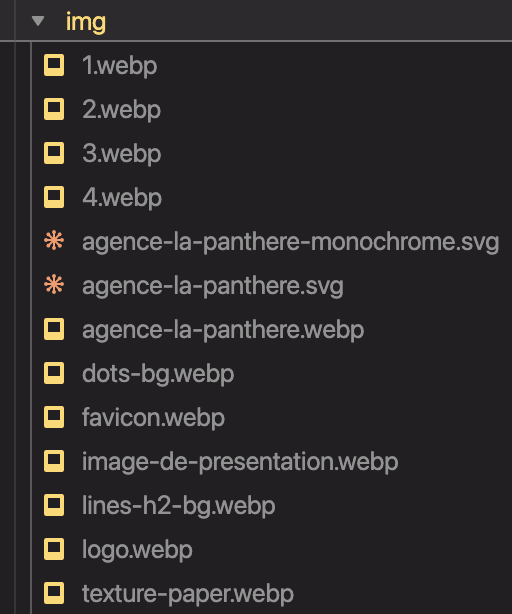 img
1.webp
2.webp
3.webp
4.webp
agence-la-panthere-monochrome.svg
agence-la-panthere.svg
agence-la-panthere.webp
dots-bg.webp
favicon.webp
image-de-presentation.webp
lines-h2-bg.webp
logo.webp
texture-paper.webp